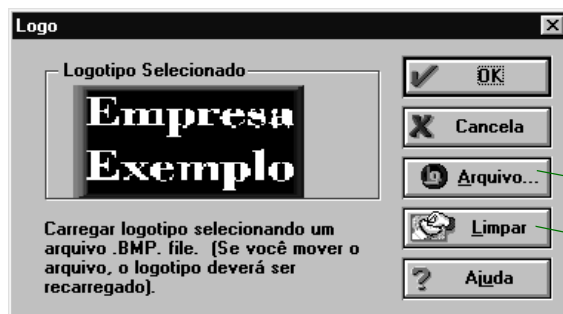 Logo
Logotipo Selecionado
Empresa
Exemplo
Carregar logotipo selecionando um
arquivo .BMP. file. (Se você mover o
arquivo, o logotipo deverá ser
recarregado).
OK
Cancela
Arquivo...
Limpar
Ajuda